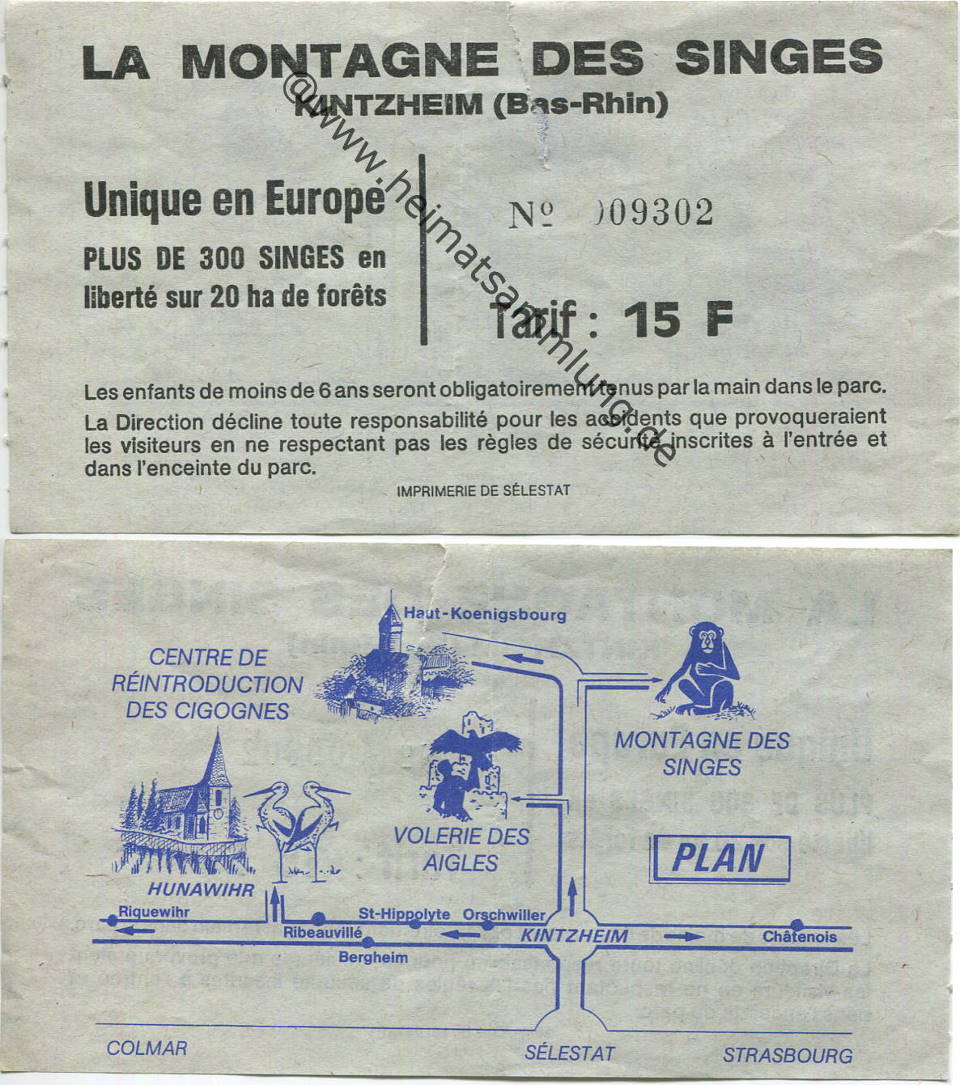 LA MONTAGNE DES SINGES
KINTZHEIM (Bas-Rhin)
Unique en Europe
PLUS DE 300 SINGES en
liberté sur 20 ha de forêts
Nº 009302
Tarif : 15 F
Les enfants de moins de 6 ans seront obligatoirement tenus par la main dans le parc.
La Direction décline toute responsabilité pour les accidents que provoqueraient
les visiteurs en ne respectant pas les règles de sécurité inscrites à l'entrée et
dans l'enceinte du parc.
IMPRIMERIE DE SÉLESTAT
@www.heimatsammlung.de
Haut-Koenigsbourg
CENTRE DE
RÉINTRODUCTION
DES CIGOGNES
MONTAGNE DES
SINGES
VOLERIE DES
AIGLES
PLAN
HUNAWIHR
Riquewihr
Ribeauvillé
St-Hippolyte
Orschwiller
Bergheim
KINTZHEIM
Châtenois
COLMAR
SÉLESTAT
STRASBOURG